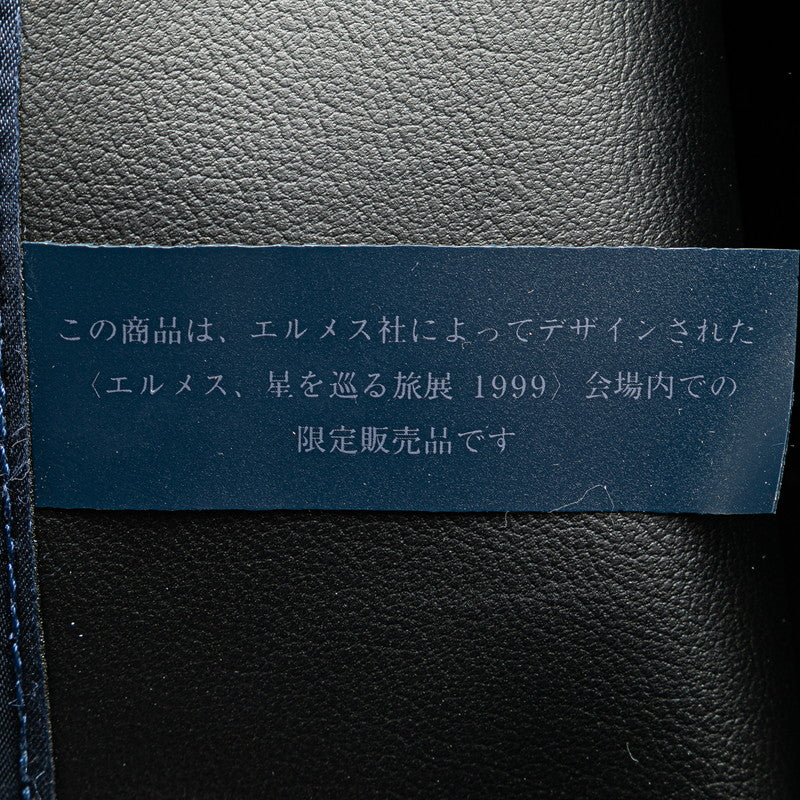 この商品は、エルメス社によってデザインされた
〈エルメス、星を巡る旅展 1999〉会場内での
限定販売品です